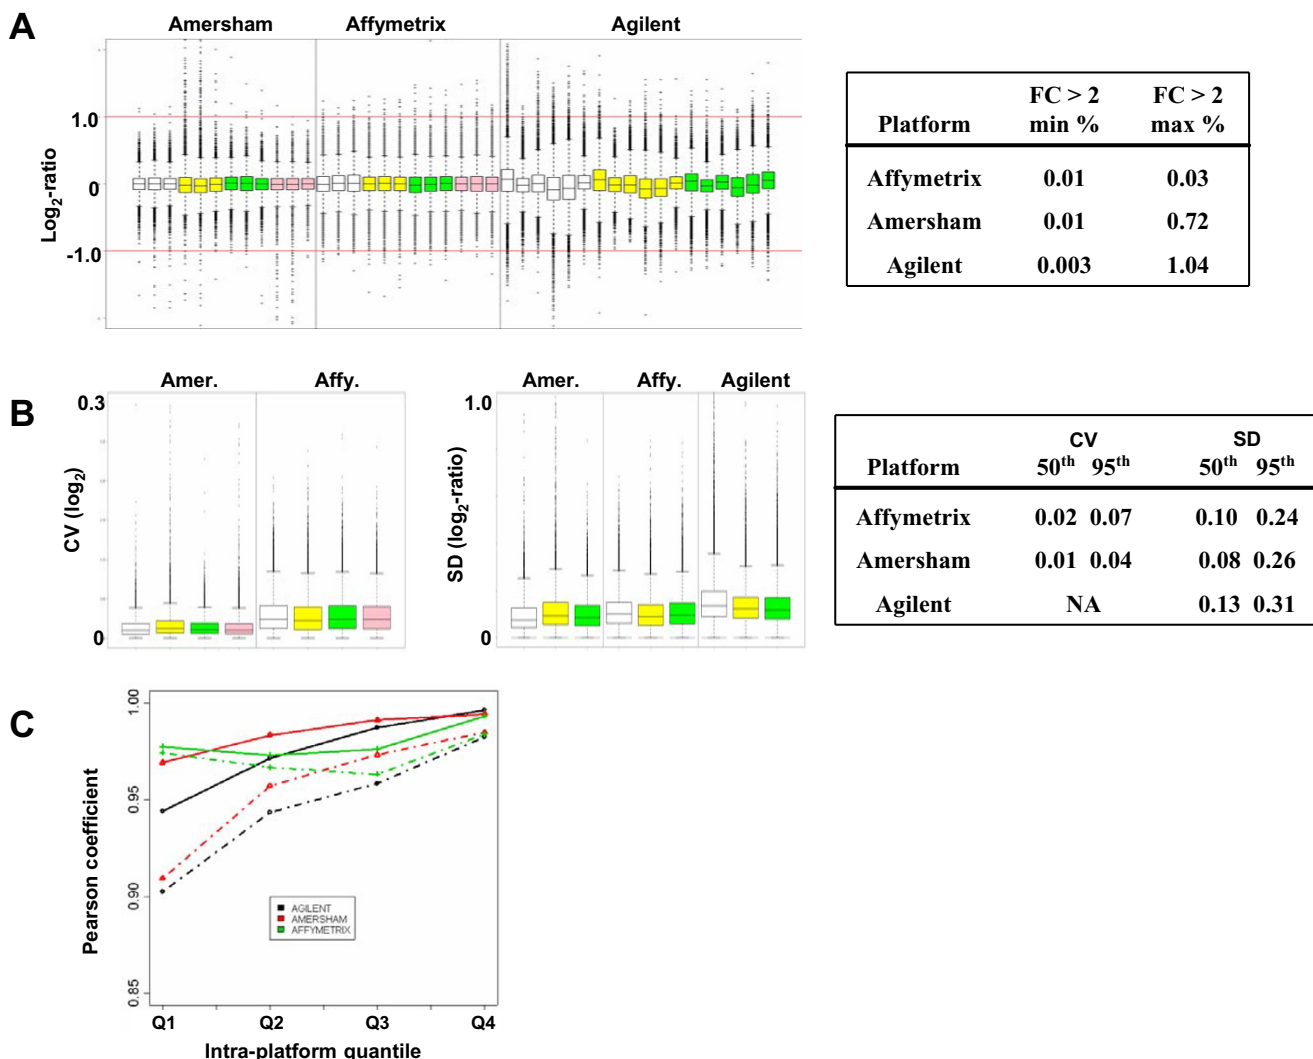 A
Amersham Affymetrix Agilent
Log2-ratio
1.0
0
-1.0
Platform FC > 2 min % FC > 2 max %
Affymetrix 0.01 0.03
Amersham 0.01 0.72
Agilent 0.003 1.04
B
Amer. Affy.
CV (log2)
0.3
0
Amer. Affy. Agilent
SD (log2-ratio)
1.0
0
CV SD
Platform 50th 95th 50th 95th
Affymetrix 0.02 0.07 0.10 0.24
Amersham 0.01 0.04 0.08 0.26
Agilent NA 0.13 0.31
C
Pearson coefficient
1.00
0.95
0.90
0.85
AGILENT
AMERSHAM
AFFYMETRIX
Q1 Q2 Q3 Q4
Intra-platform quantile